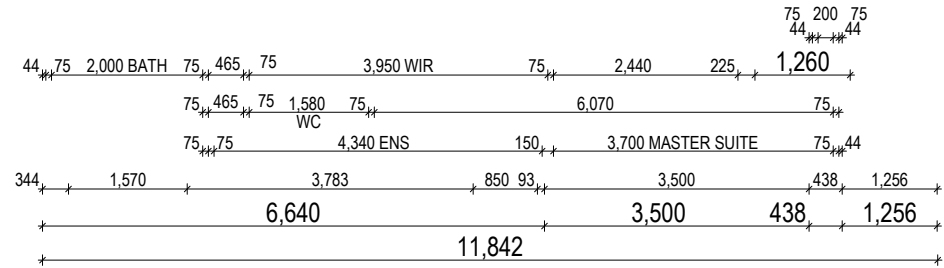 75 200 75
44 44
44 75 2,000 BATH 75 465 75 3,950 WIR 75 2,440 225 1,260
75 465 75 1,580 75 6,070 75
WC
75 75 4,340 ENS 150 3,700 MASTER SUITE 75 44
344 1,570 3,783 850 93 3,500 438 1,256
6,640 3,500 438 1,256
11,842